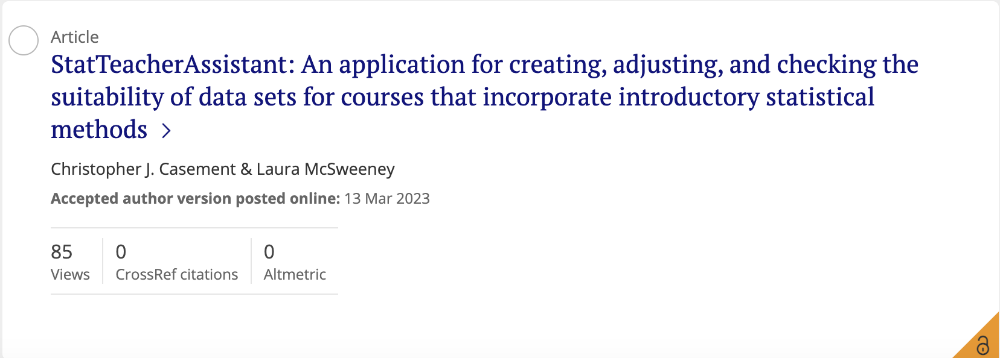 Article
StatTeacherAssistant: An application for creating, adjusting, and checking the
suitability of data sets for courses that incorporate introductory statistical
methods >
Christopher J. Casement & Laura McSweeney
Accepted author version posted online: 13 Mar 2023
85
Views
0
CrossRef citations
0
Altmetric